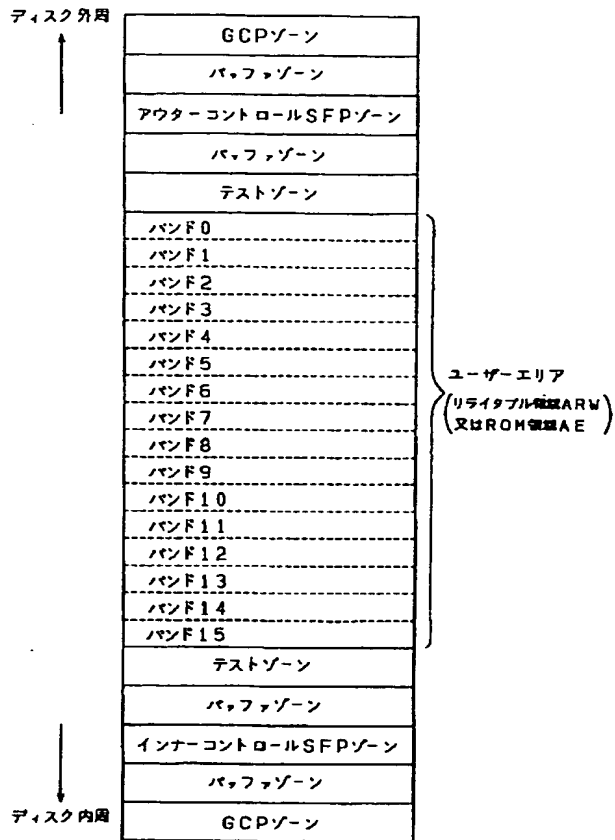 ディスク外周
GCPゾーン
バッファゾーン
アウターコントロールSFPゾーン
バッファゾーン
テストゾーン
バンド0
バンド1
バンド2
バンド3
バンド4
バンド5
バンド6
バンド7
バンド8
バンド9
バンド10
バンド11
バンド12
バンド13
バンド14
バンド15
ユーザーエリア
(リライタブル領域ARW
又はROM領域AE)
テストゾーン
バッファゾーン
インナーコントロールSFPゾーン
バッファゾーン
ディスク内周
GCPゾーン